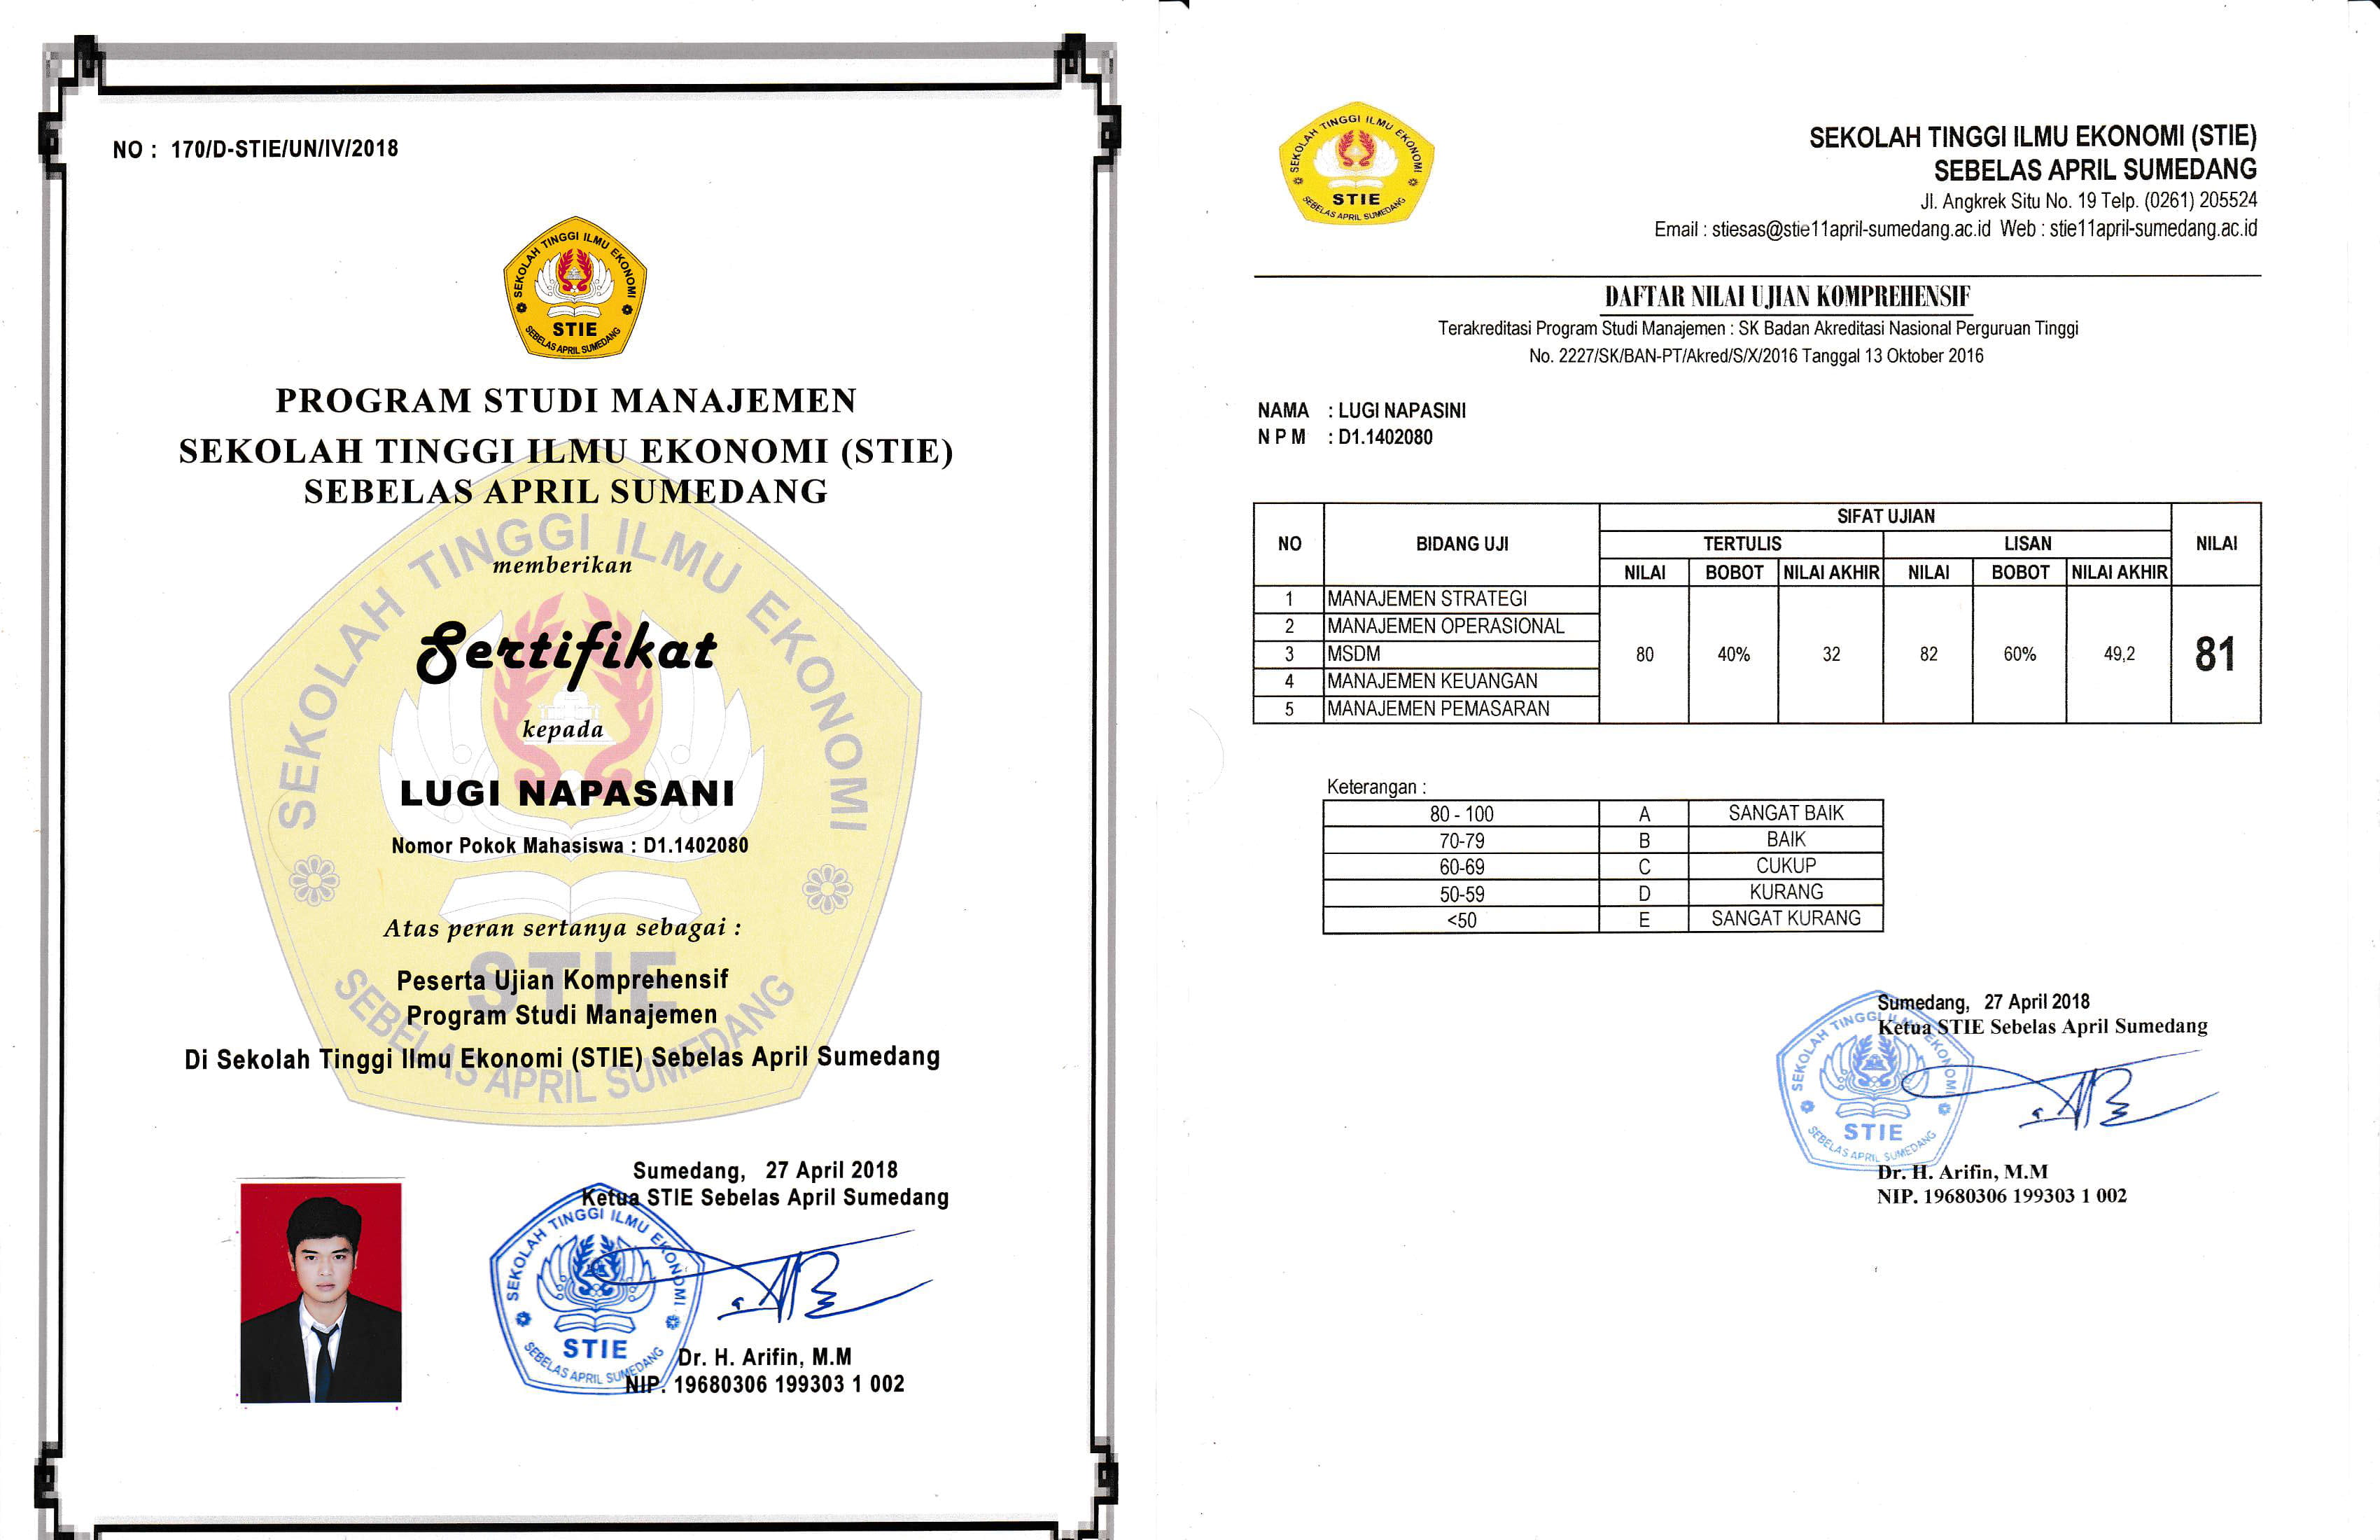 NO : 170/D-STIE/UN/IV/2018
SEKOLAH TINGGI ILMU EKONOMI
STIE
SEBELAS APRIL SUMEDANG
PROGRAM STUDI MANAJEMEN
SEKOLAH TINGGI ILMU EKONOMI (STIE)
SEBELAS APRIL SUMEDANG
SEKOLAH TINGGI ILMU EKONOMI
STIE
SEBELAS APRIL SUMEDANG
memberikan
Sertifikat
kepada
LUGI NAPASANI
Nomor Pokok Mahasiswa : D1.1402080
Atas peran sertanya sebagai :
Peserta Ujian Komprehensif
Program Studi Manajemen
Di Sekolah Tinggi Ilmu Ekonomi (STIE) Sebelas April Sumedang
Sumedang, 27 April 2018
Ketua STIE Sebelas April Sumedang
SEKOLAH TINGGI ILMU EKONOMI
STIE
SEBELAS APRIL SUMEDANG
Dr. H. Arifin, M.M
NIP. 19680306 199303 1 002
SEKOLAH TINGGI ILMU EKONOMI
STIE
SEBELAS APRIL SUMEDANG
SEKOLAH TINGGI ILMU EKONOMI (STIE)
SEBELAS APRIL SUMEDANG
Jl. Angkrek Situ No. 19 Telp. (0261) 205524
Email : stiesas@stie11april-sumedang.ac.id Web : stie11april-sumedang.ac.id
DAFTAR NILAI UJIAN KOMPREHENSIF
Terakreditasi Program Studi Manajemen : SK Badan Akreditasi Nasional Perguruan Tinggi
No. 2227/SK/BAN-PT/Akred/S/X/2016 Tanggal 13 Oktober 2016
NAMA : LUGI NAPASINI
N P M : D1.1402080
SIFAT UJIAN
NO BIDANG UJI TERTULIS LISAN NILAI
NILAI BOBOT NILAI AKHIR NILAI BOBOT NILAI AKHIR
1 MANAJEMEN STRATEGI
2 MANAJEMEN OPERASIONAL
3 MSDM 80 40% 32 82 60% 49,2 81
4 MANAJEMEN KEUANGAN
5 MANAJEMEN PEMASARAN
Keterangan :
80 - 100 A SANGAT BAIK
70-79 B BAIK
60-69 C CUKUP
50-59 D KURANG
<50 E SANGAT KURANG
Sumedang, 27 April 2018
Ketua STIE Sebelas April Sumedang
SEKOLAH TINGGI ILMU EKONOMI
STIE
SEBELAS APRIL SUMEDANG
Dr. H. Arifin, M.M
NIP. 19680306 199303 1 002